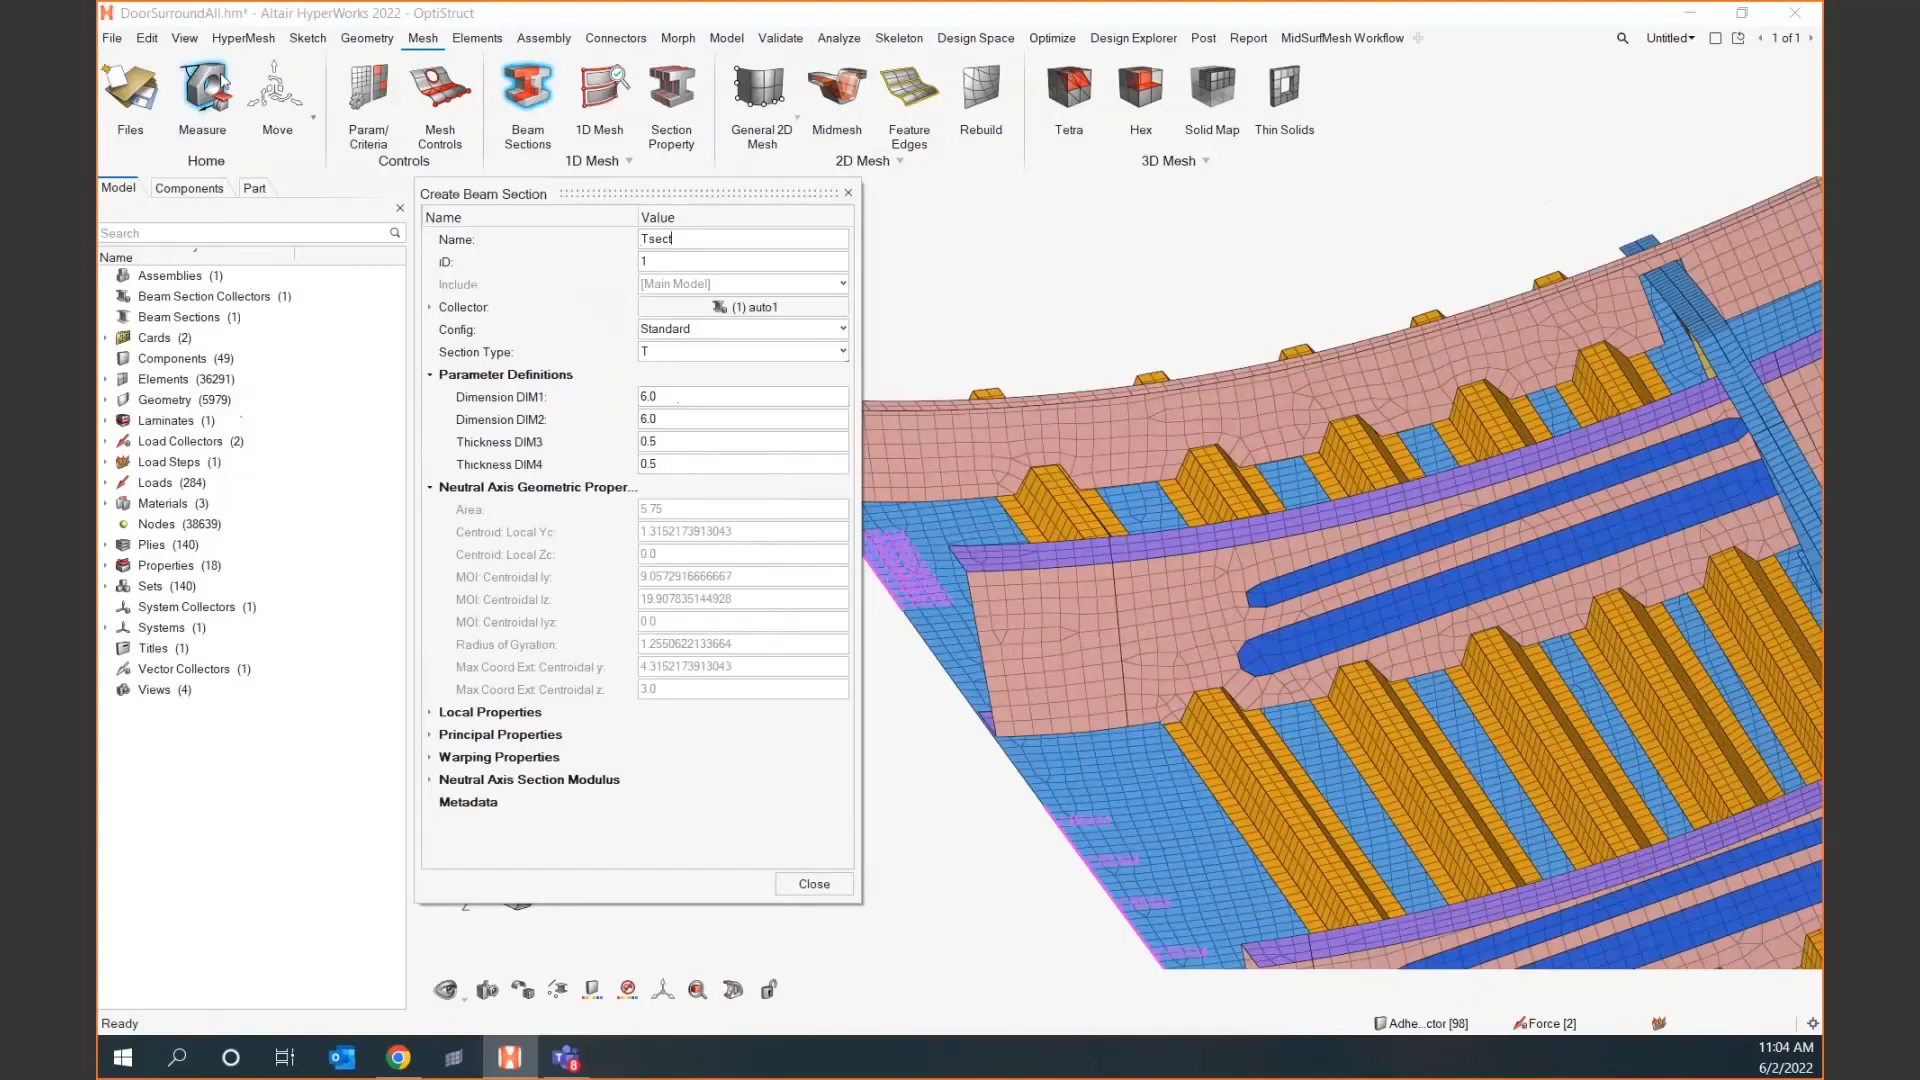 DoorSurroundAll.hm* - Altair HyperWorks 2022 - OptiStruct
File Edit View HyperMesh Sketch Geometry Mesh Elements Assembly Connectors Morph Model Validate Analyze Skeleton Design Space Optimize Design Explorer Post Report MidSurfMesh Workflow Untitled 1 of 1
Files Measure Move Param/ Criteria Mesh Controls Beam Sections 1D Mesh Section Property General 2D Mesh Midmesh Feature Edges Rebuild Tetra Hex Solid Map Thin Solids
Home Controls 1D Mesh 2D Mesh 3D Mesh
Model Components Part
Search
Name
Assemblies (1)
Beam Section Collectors (1)
Beam Sections (1)
Cards (2)
Components (49)
Elements (36291)
Geometry (5979)
Laminates (1)
Load Collectors (2)
Load Steps (1)
Loads (284)
Materials (3)
Nodes (38639)
Plies (140)
Properties (18)
Sets (140)
System Collectors (1)
Systems (1)
Titles (1)
Vector Collectors (1)
Views (4)
Create Beam Section
Name Value
Name: Tsect
ID: 1
Include [Main Model]
Collector: (1) auto1
Config: Standard
Section Type: T
Parameter Definitions
Dimension DIM1: 6.0
Dimension DIM2: 6.0
Thickness DIM3 0.5
Thickness DIM4 0.5
Neutral Axis Geometric Proper...
Area: 5.75
Centroid: Local Yc: 1.3152173913043
Centroid: Local Zc: 0.0
MOI: Centroidal Iy: 9.0572916666667
MOI: Centroidal Iz: 19.907835144928
MOI: Centroidal Iyz: 0.0
Radius of Gyration: 1.2550622133664
Max Coord Ext: Centroidal y: 4.3152173913043
Max Coord Ext: Centroidal z: 3.0
Local Properties
Principal Properties
Warping Properties
Neutral Axis Section Modulus
Metadata
Close
Z
Ready
Adhe...ctor [98] Force [2]
8
11:04 AM
6/2/2022